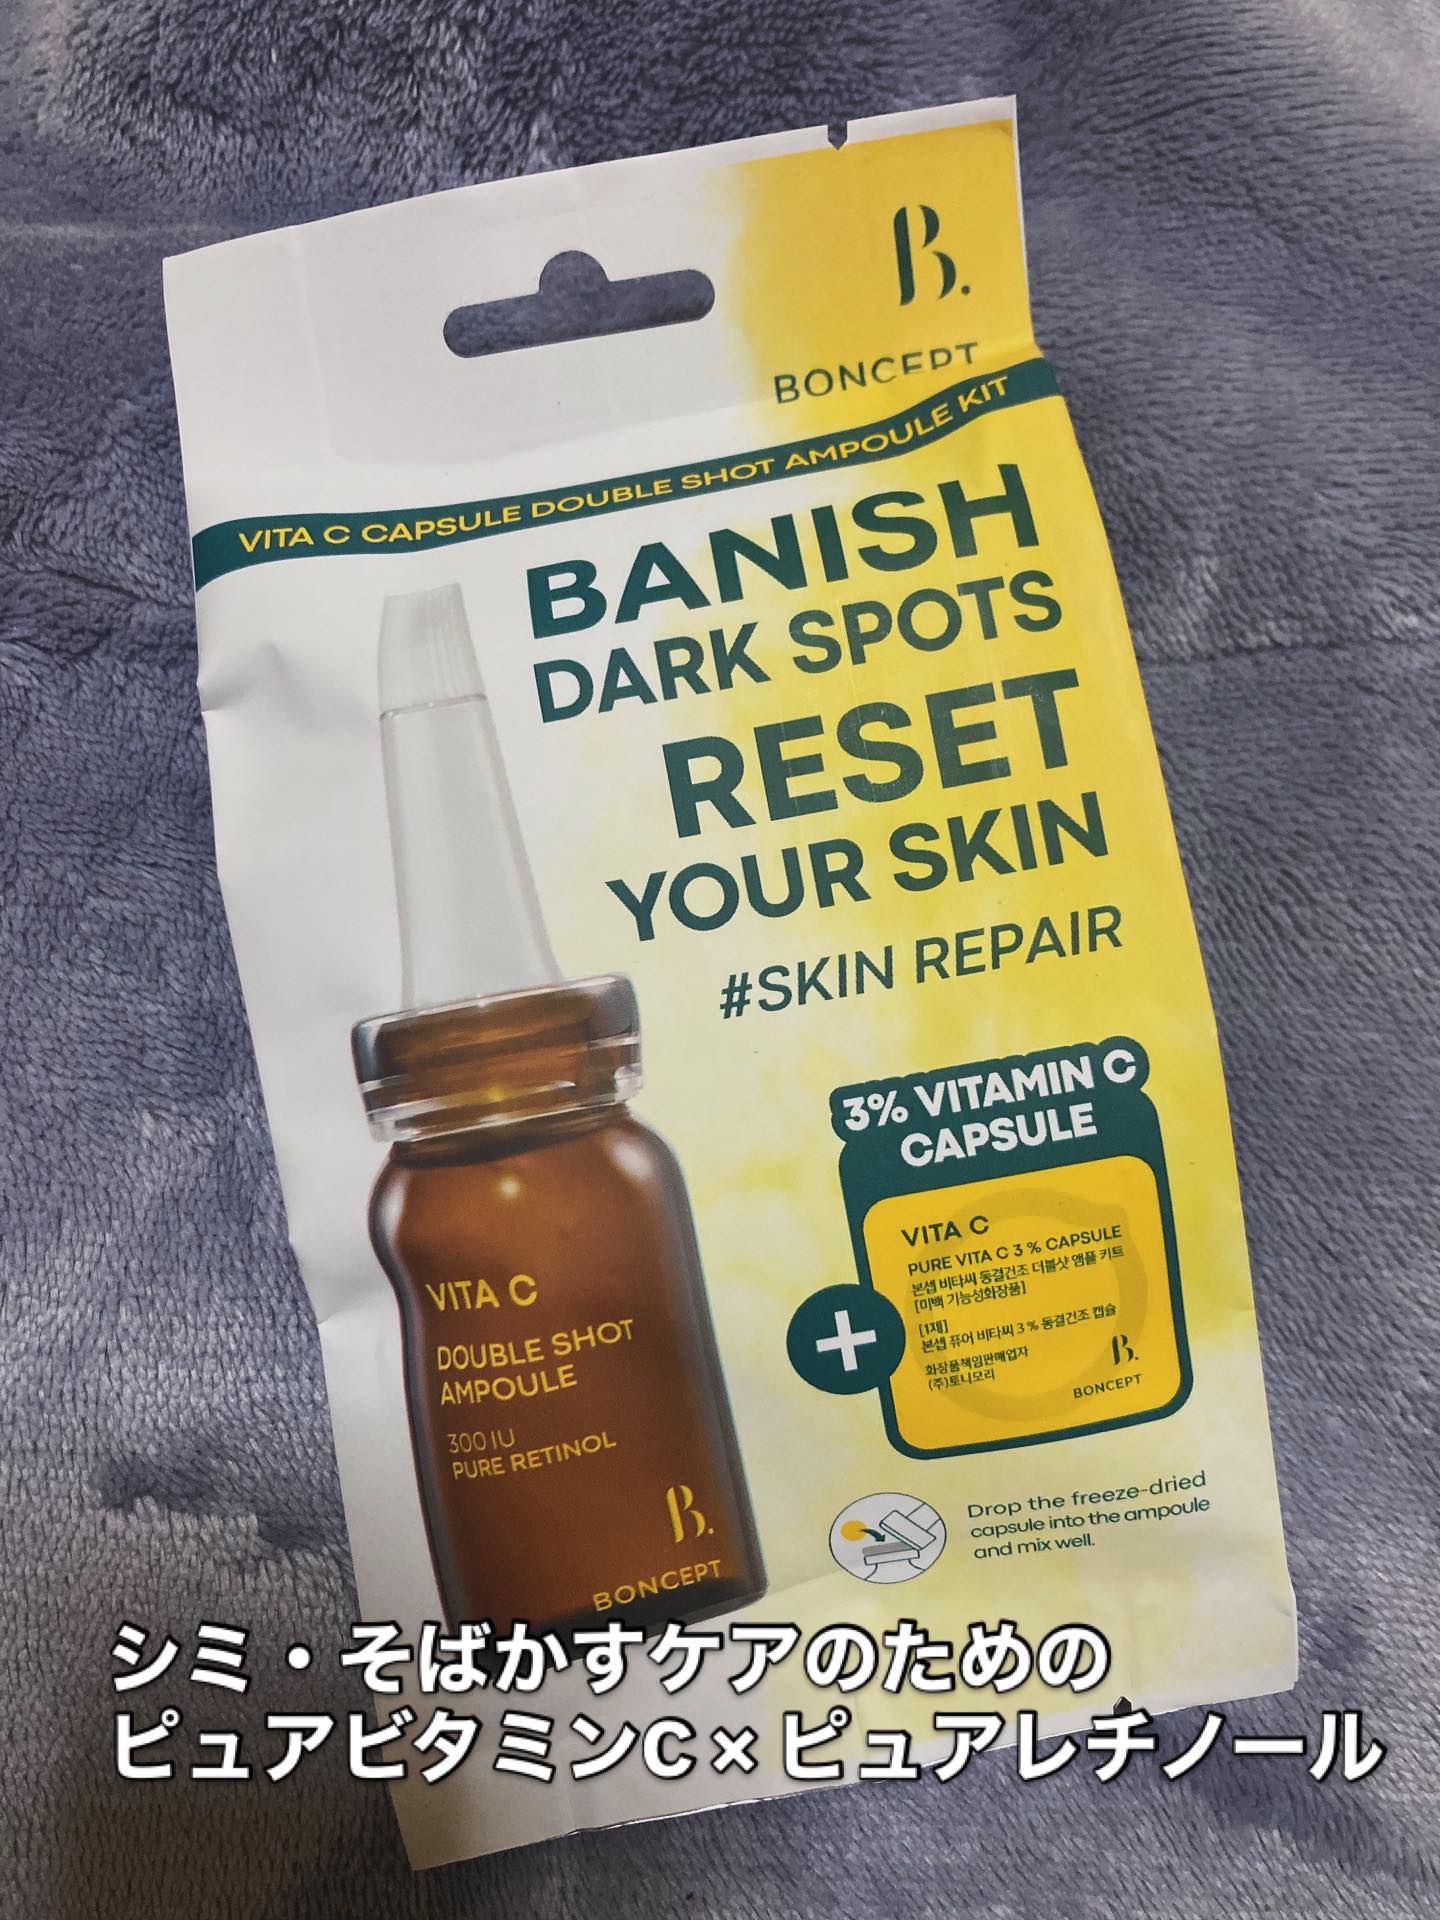 B.
BONCEPT
VITA C CAPSULE DOUBLE SHOT AMPOULE KIT
BANISH
DARK SPOTS
RESET
YOUR SKIN
#SKIN REPAIR
3% VITAMIN C
CAPSULE
VITA C
PURE VITA C 3 % CAPSULE
본셉 비타씨 동결건조 더블샷 앰플 키트
[미백 기능성화장품]
[1제]
본셉 퓨어 비타씨 3 % 동결건조 캡슐
화장품책임판매업자
(주)토니모리
B.
BONCEPT
+
VITA C
DOUBLE SHOT
AMPOULE
300 IU
PURE RETINOL
B.
BONCEPT
Drop the freeze-dried
capsule into the ampoule
and mix well.
シミ・そばかすケアのための
ピュアビタミンC × ピュアレチノール